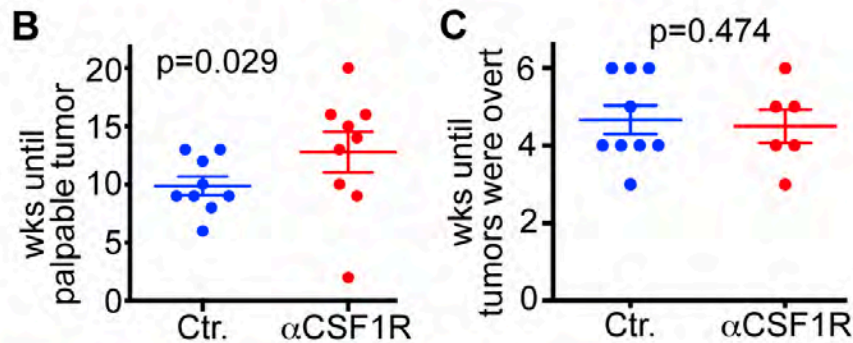 B
p=0.029
wks until
palpable tumor
20
15
10
5
0
Ctr.
αCSF1R
C
p=0.474
wks until
tumors were overt
6
4
2
0
Ctr.
αCSF1R